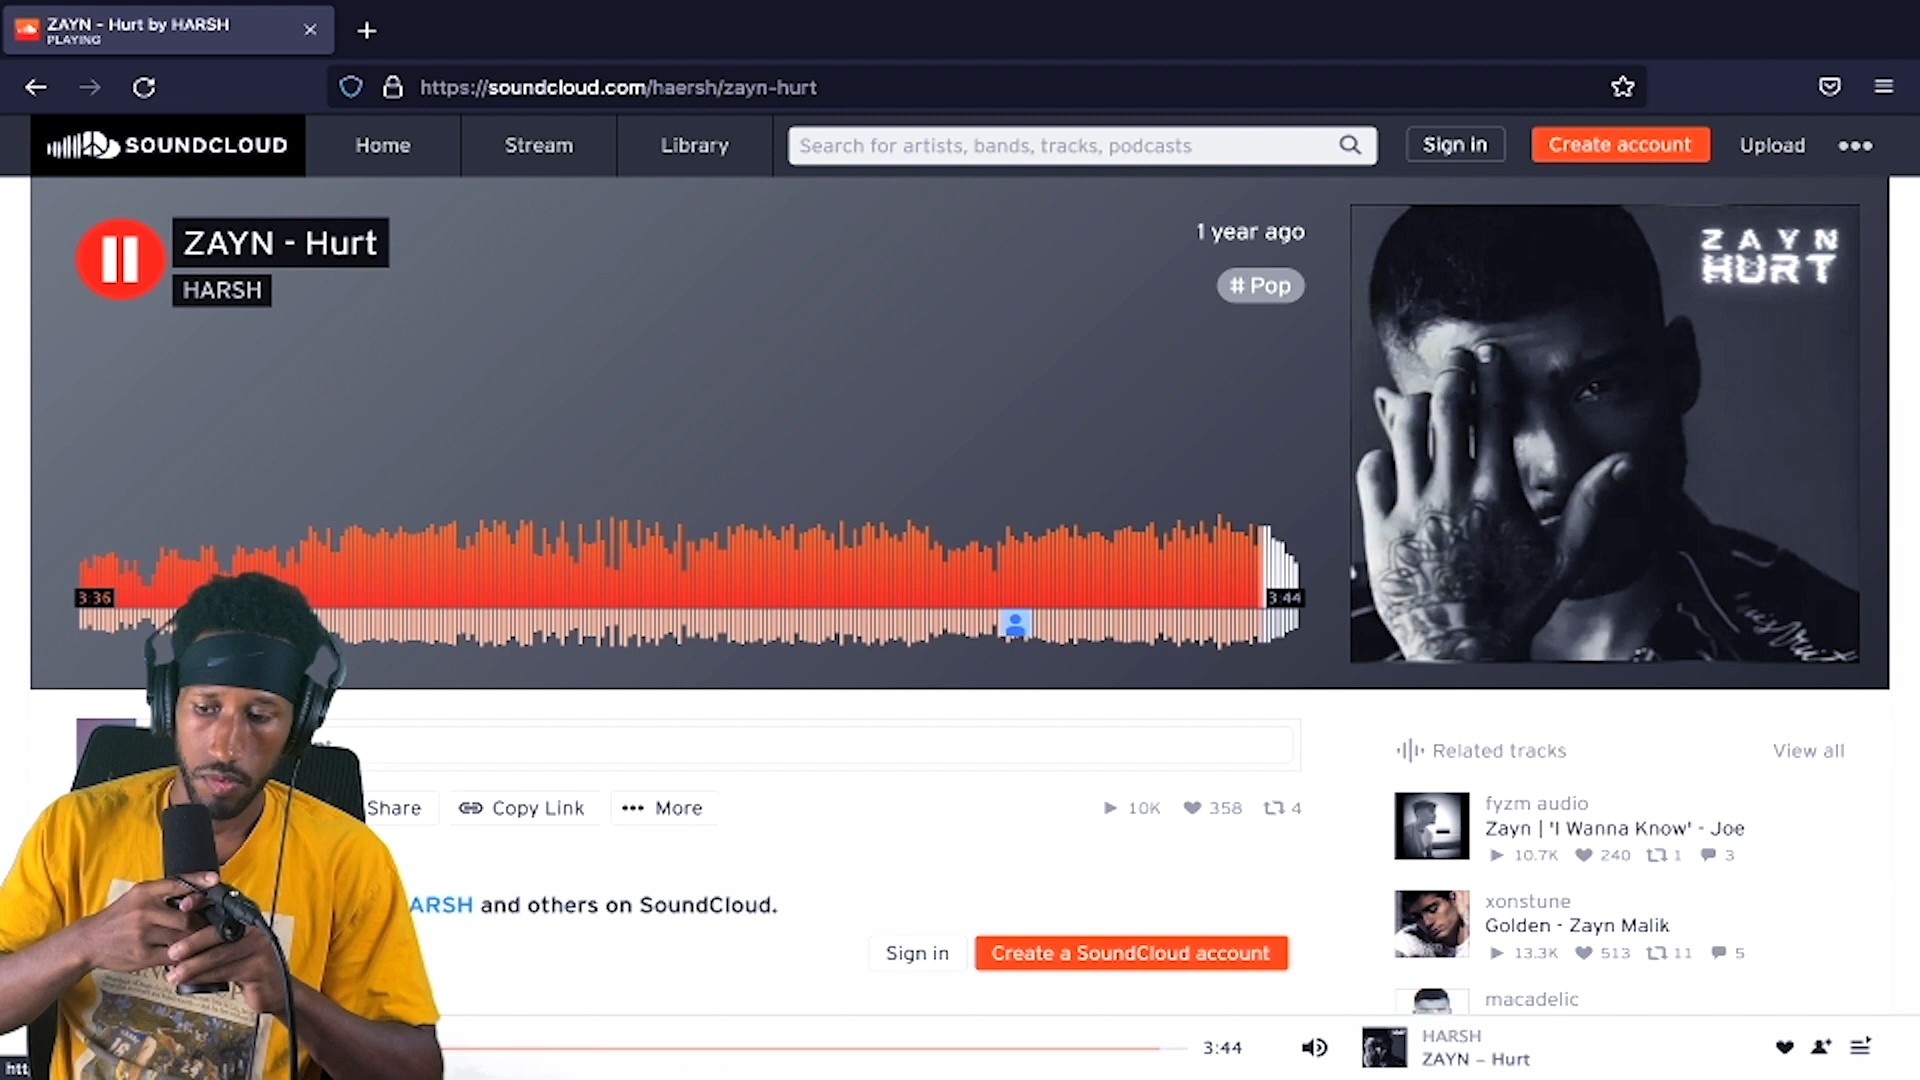 ZAYN - Hurt by HARSH
PLAYING
https://soundcloud.com/haersh/zayn-hurt
SOUNDCLOUD
Home
Stream
Library
Search for artists, bands, tracks, podcasts
Sign in
Create account
Upload
ZAYN - Hurt
HARSH
1 year ago
# Pop
ZAYN
HURT
3:36
3:44
Share
Copy Link
More
10K
358
4
ARSH and others on SoundCloud.
Sign in
Create a SoundCloud account
Related tracks
View all
fyzm audio
Zayn | 'I Wanna Know' - Joe
10.7K
240
1
3
xonstune
Golden - Zayn Malik
13.3K
513
11
5
macadelic
3:44
HARSH
ZAYN – Hurt
htt